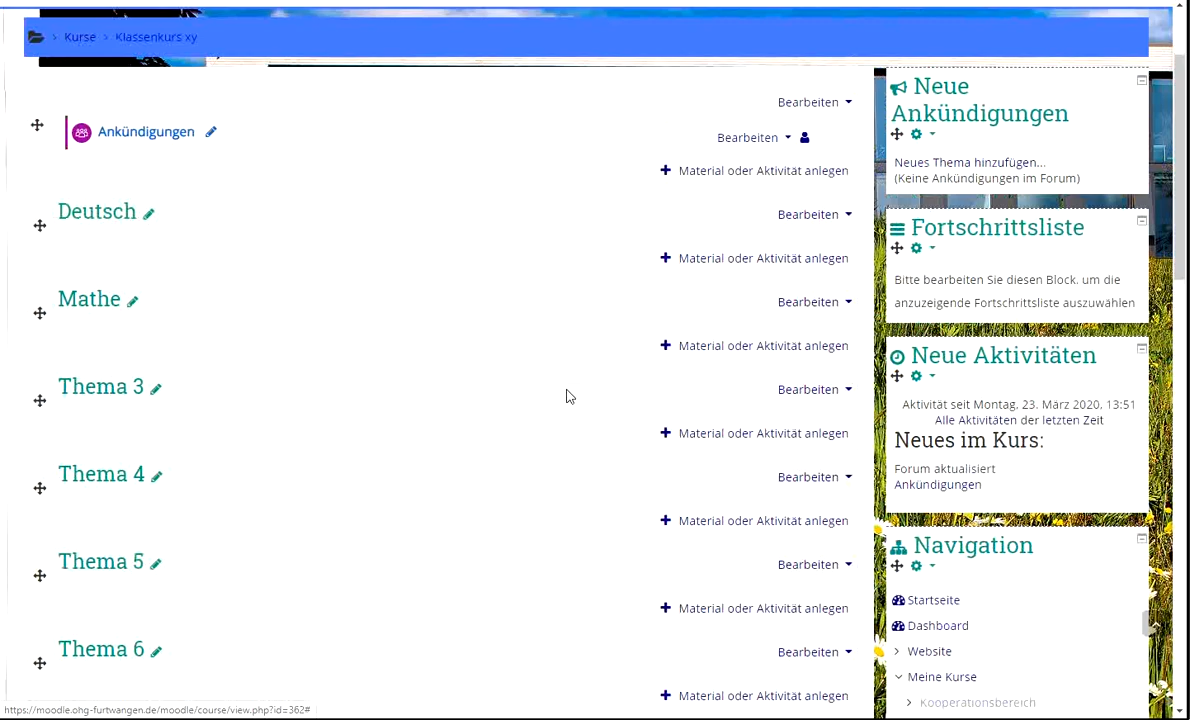 > Kurse > Klassenkurs xy
Bearbeiten
Ankündigungen
Bearbeiten
Material oder Aktivität anlegen
Deutsch
Bearbeiten
Material oder Aktivität anlegen
Mathe
Bearbeiten
Material oder Aktivität anlegen
Thema 3
Bearbeiten
Material oder Aktivität anlegen
Thema 4
Bearbeiten
Material oder Aktivität anlegen
Thema 5
Bearbeiten
Material oder Aktivität anlegen
Thema 6
Bearbeiten
Material oder Aktivität anlegen
Neue
Ankündigungen
Neues Thema hinzufügen...
(Keine Ankündigungen im Forum)
Fortschrittsliste
Bitte bearbeiten Sie diesen Block, um die
anzuzeigende Fortschrittsliste auszuwählen
Neue Aktivitäten
Aktivität seit Montag, 23. März 2020, 13:51
Alle Aktivitäten der letzten Zeit
Neues im Kurs:
Forum aktualisiert
Ankündigungen
Navigation
Startseite
Dashboard
Website
Meine Kurse
Kooperationsbereich
https://moodle.ohg-furtwangen.de/moodle/course/view.php?id=362#